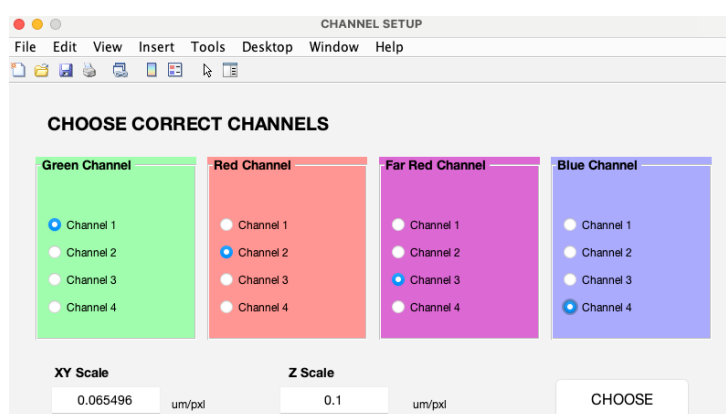 CHANNEL SETUP
File Edit View Insert Tools Desktop Window Help
CHOOSE CORRECT CHANNELS
Green Channel Red Channel Far Red Channel Blue Channel
Channel 1 Channel 1 Channel 1 Channel 1
Channel 2 Channel 2 Channel 2 Channel 2
Channel 3 Channel 3 Channel 3 Channel 3
Channel 4 Channel 4 Channel 4 Channel 4
XY Scale Z Scale
0.065496 um/pxl 0.1 um/pxl CHOOSE